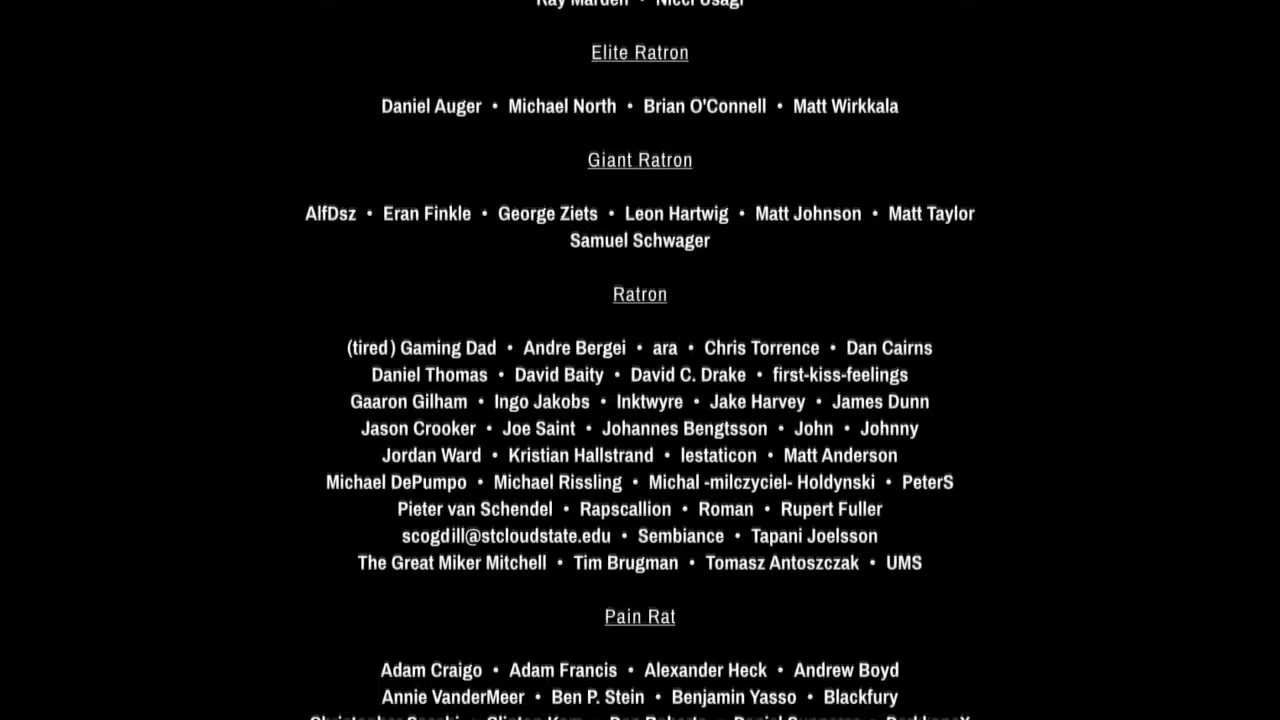 Ray Marden • Nicci Usagi
Elite Ratron
Daniel Auger • Michael North • Brian O'Connell • Matt Wirkkala
Giant Ratron
AlfDsz • Eran Finkle • George Ziets • Leon Hartwig • Matt Johnson • Matt Taylor
Samuel Schwager
Ratron
(tired) Gaming Dad • Andre Bergei • ara • Chris Torrence • Dan Cairns
Daniel Thomas • David Baity • David C. Drake • first-kiss-feelings
Gaaron Gilham • Ingo Jakobs • Inktwyre • Jake Harvey • James Dunn
Jason Crooker • Joe Saint • Johannes Bengtsson • John • Johnny
Jordan Ward • Kristian Hallstrand • lestaticon • Matt Anderson
Michael DePumpo • Michael Rissling • Michal -milczyciel- Holdynski • PeterS
Pieter van Schendel • Rapscallion • Roman • Rupert Fuller
scogdill@stcloudstate.edu • Sembiance • Tapani Joelsson
The Great Miker Mitchell • Tim Brugman • Tomasz Antoszczak • UMS
Pain Rat
Adam Craigo • Adam Francis • Alexander Heck • Andrew Boyd
Annie VanderMeer • Ben P. Stein • Benjamin Yasso • Blackfury